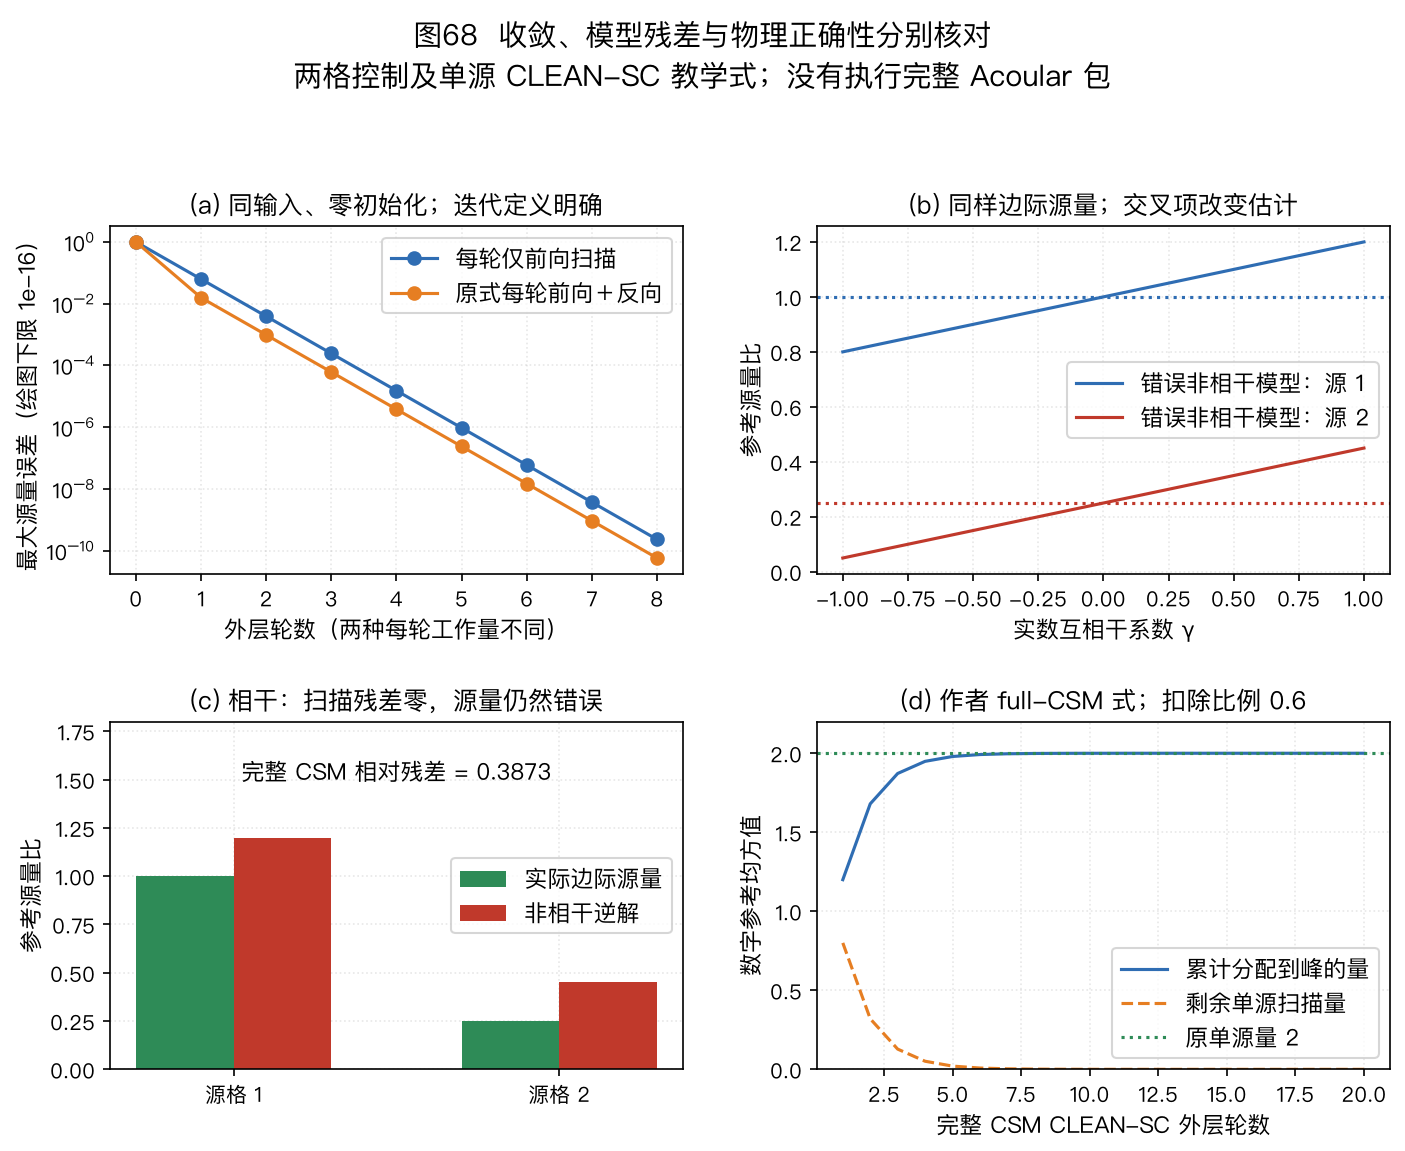 图68  收敛、模型残差与物理正确性分别核对
两格控制及单源 CLEAN−SC 教学式；没有执行完整 Acoular 包
(a) 同输入、零初始化；迭代定义明确
最大源量误差（绘图下限 1e−16）
10⁰
10⁻²
10⁻⁴
10⁻⁶
10⁻⁸
10⁻¹⁰
每轮仅前向扫描
原式每轮前向＋反向
0 1 2 3 4 5 6 7 8
外层轮数（两种每轮工作量不同）
(b) 同样边际源量；交叉项改变估计
参考源量比
1.2
1.0
0.8
0.6
0.4
0.2
0.0
错误非相干模型：源 1
错误非相干模型：源 2
−1.00 −0.75 −0.50 −0.25 0.00 0.25 0.50 0.75 1.00
实数互相干系数 γ
(c) 相干：扫描残差零，源量仍然错误
参考源量比
1.75
1.50
1.25
1.00
0.75
0.50
0.25
0.00
完整 CSM 相对残差 = 0.3873
实际边际源量
非相干逆解
源格 1
源格 2
(d) 作者 full−CSM 式；扣除比例 0.6
数字参考均方值
2.0
1.5
1.0
0.5
0.0
累计分配到峰的量
剩余单源扫描量
原单源量 2
2.5 5.0 7.5 10.0 12.5 15.0 17.5 20.0
完整 CSM CLEAN−SC 外层轮数